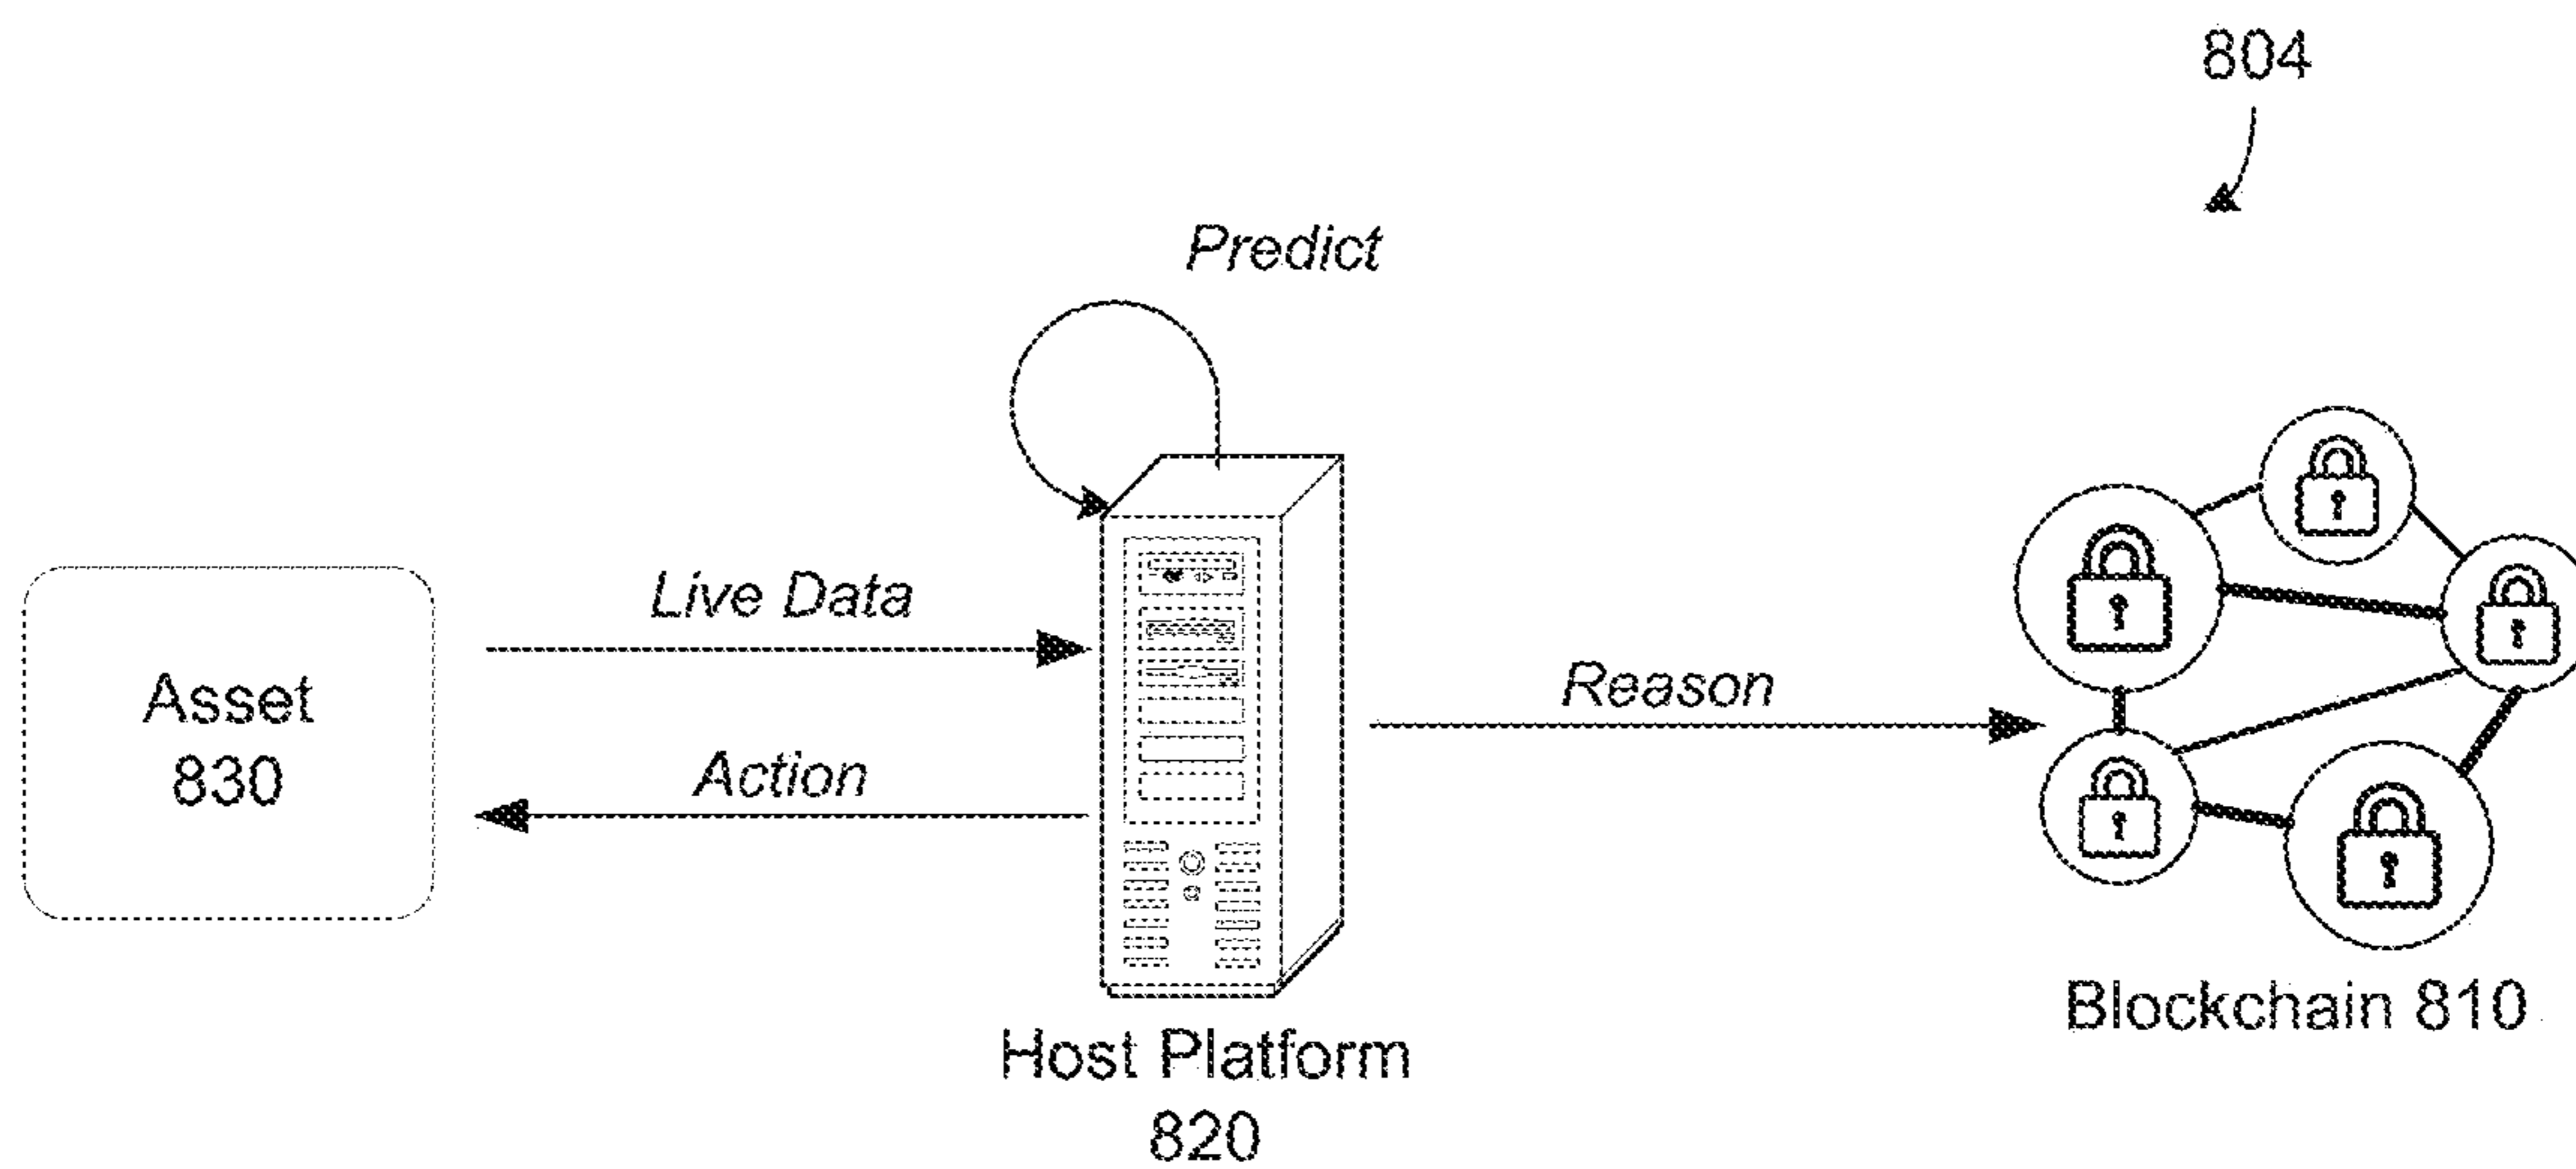 804
Predict
Live Data
Asset
830
Action
Reason
Host Platform
820
Blockchain 810